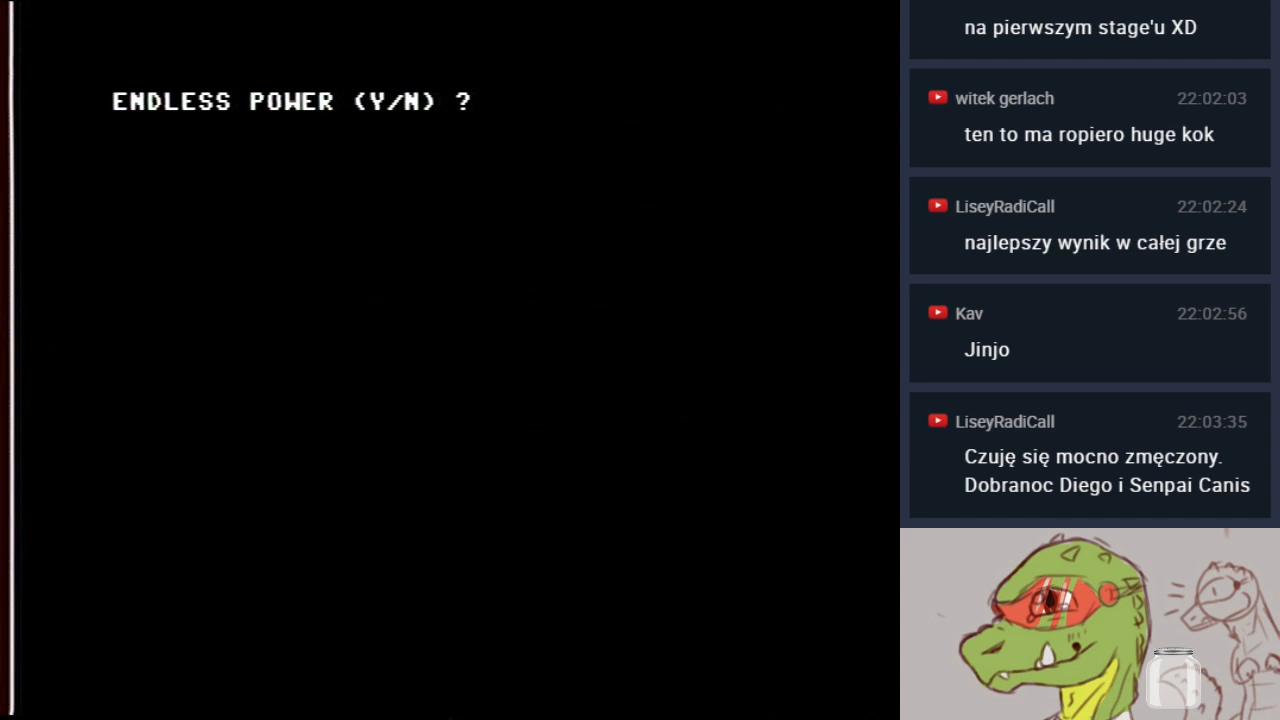 ENDLESS POWER (Y/N) ?
na pierwszym stage'u XD
witek gerlach 22:02:03
ten to ma ropiero huge kok
LiseyRadiCall 22:02:24
najlepszy wynik w całej grze
Kav 22:02:56
Jinjo
LiseyRadiCall 22:03:35
Czuję się mocno zmęczony.
Dobranoc Diego i Senpai Canis